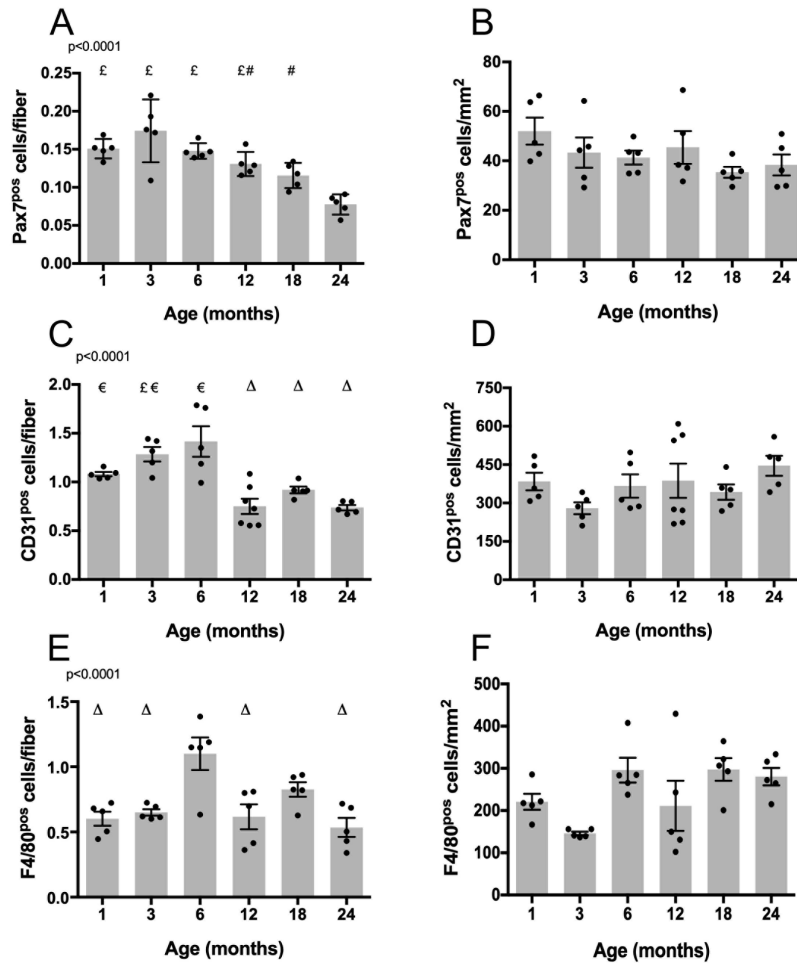 A
p<0.0001
£ £ £ £# #
Pax7pos cells/fiber
0.25
0.20
0.15
0.10
0.05
0.00
1 3 6 12 18 24
Age (months)
B
Pax7pos cells/mm2
80
60
40
20
0
1 3 6 12 18 24
Age (months)
C
p<0.0001
€ £€ € Δ Δ Δ
CD31pos cells/fiber
2.0
1.5
1.0
0.5
0.0
1 3 6 12 18 24
Age (months)
D
CD31pos cells/mm2
750
600
450
300
150
0
1 3 6 12 18 24
Age (months)
E
p<0.0001
Δ Δ Δ Δ
F4/80pos cells/fiber
1.5
1.0
0.5
0.0
1 3 6 12 18 24
Age (months)
F
F4/80pos cells/mm2
500
400
300
200
100
0
1 3 6 12 18 24
Age (months)